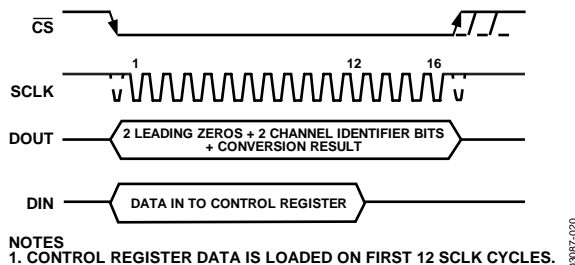 CS
1 12 16
SCLK
DOUT
2 LEADING ZEROS + 2 CHANNEL IDENTIFIER BITS
+ CONVERSION RESULT
DIN
DATA IN TO CONTROL REGISTER
NOTES
1. CONTROL REGISTER DATA IS LOADED ON FIRST 12 SCLK CYCLES.
03087-020